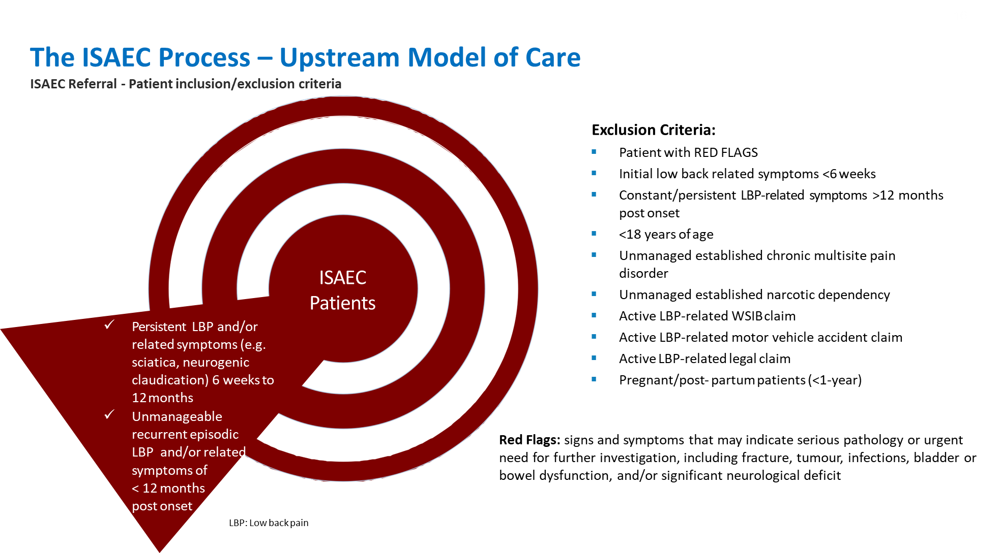 The ISAEC Process – Upstream Model of Care
ISAEC Referral - Patient inclusion/exclusion criteria
ISAEC
Patients
✓ Persistent LBP and/or
related symptoms (e.g.
sciatica, neurogenic
claudication) 6 weeks to
12 months
✓ Unmanageable
recurrent episodic
LBP and/or related
symptoms of
< 12 months
post onset
LBP: Low back pain
Exclusion Criteria:
▪ Patient with RED FLAGS
▪ Initial low back related symptoms <6 weeks
▪ Constant/persistent LBP-related symptoms >12 months
post onset
▪ <18 years of age
▪ Unmanaged established chronic multisite pain
disorder
▪ Unmanaged established narcotic dependency
▪ Active LBP-related WSIB claim
▪ Active LBP-related motor vehicle accident claim
▪ Active LBP-related legal claim
▪ Pregnant/post- partum patients (<1-year)
Red Flags: signs and symptoms that may indicate serious pathology or urgent
need for further investigation, including fracture, tumour, infections, bladder or
bowel dysfunction, and/or significant neurological deficit